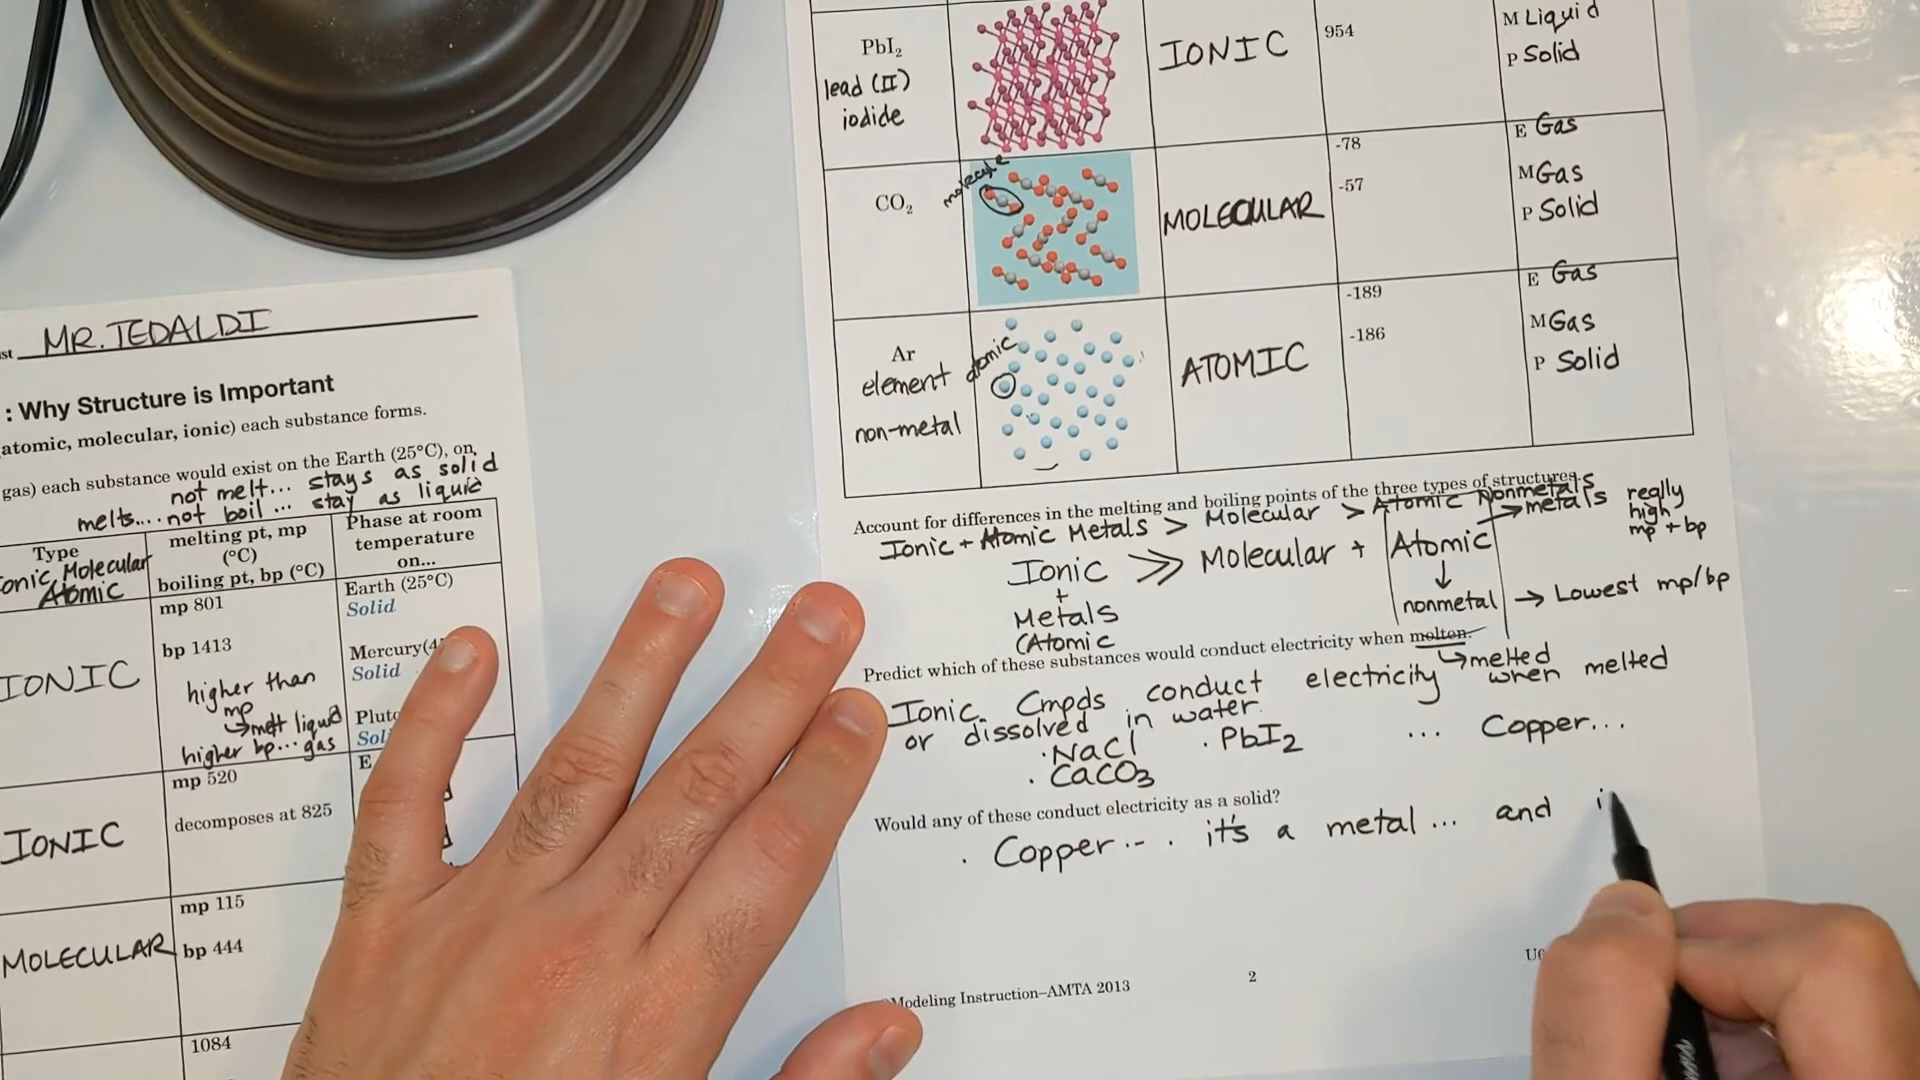 st MR. TEDALDI
: Why Structure is Important
(atomic, molecular, ionic) each substance forms.
gas) each substance would exist on the Earth (25°C), on
not melt... stays as solid
melts... not boil ... stay as liquid
Type
Ionic, Molecular
Atomic
melting pt, mp
(°C)
boiling pt, bp (°C)
Phase at room
temperature
on...
IONIC
mp 801
bp 1413
higher than
mp
↳ melt liquid
higher bp... gas
Earth (25°C)
Solid
Mercury(4
Solid
Plut
Sol
IONIC
mp 520
decomposes at 825
E
MOLECULAR
mp 115
bp 444
1084
PbI₂
lead (II)
iodide
IONIC
954
M Liquid
P Solid
CO₂
molecule
MOLECULAR
-78
-57
E Gas
M Gas
P Solid
Ar
element
non-metal
atomic
ATOMIC
-189
-186
E Gas
M Gas
P Solid
Account for differences in the melting and boiling points of the three types of structures.
Ionic + Atomic Metals > Molecular > Atomic Nonmetals
Ionic >> Molecular + Atomic → metals really
high
mp + bp
+
Metals
(Atomic
↓
nonmetal → Lowest mp/bp
Predict which of these substances would conduct electricity when molten.
↳ melted
Ionic Cmpds conduct electricity when melted
or dissolved in water
· NaCl · PbI₂ ... Copper...
· CaCO₃
Would any of these conduct electricity as a solid?
· Copper... it's a metal ... and i
Modeling Instruction–AMTA 2013 2 U6